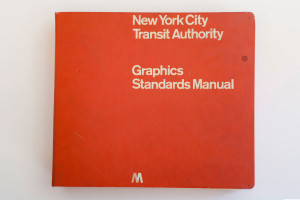 New York City
Transit Authority
Graphics
Standards Manual
M